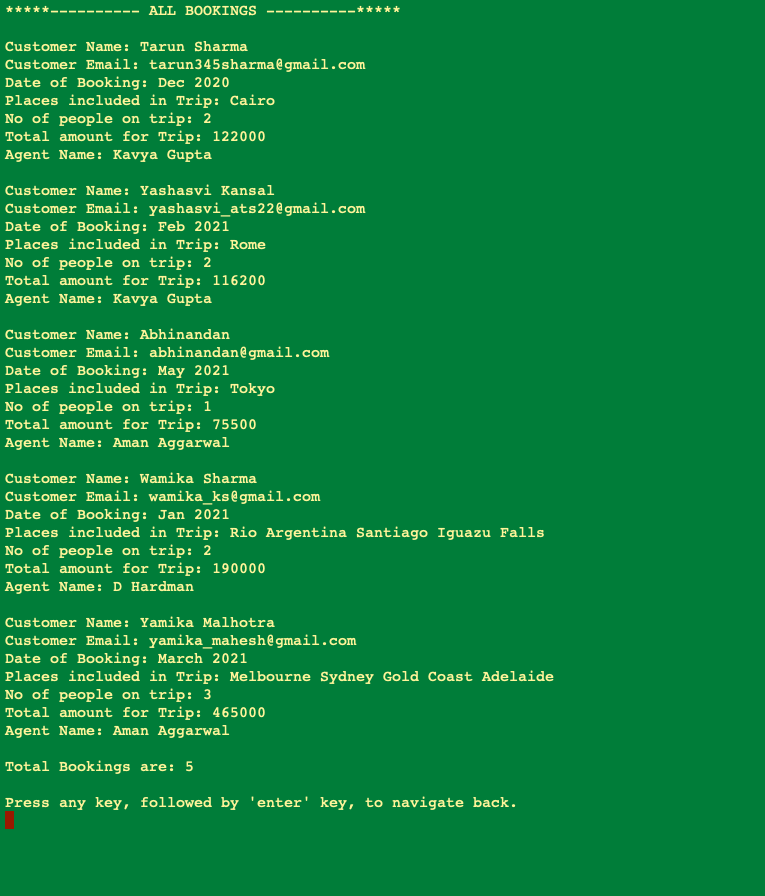 *****---------- ALL BOOKINGS ----------*****
Customer Name: Tarun Sharma
Customer Email: tarun345sharma@gmail.com
Date of Booking: Dec 2020
Places included in Trip: Cairo
No of people on trip: 2
Total amount for Trip: 122000
Agent Name: Kavya Gupta
Customer Name: Yashasvi Kansal
Customer Email: yashasvi_ats22@gmail.com
Date of Booking: Feb 2021
Places included in Trip: Rome
No of people on trip: 2
Total amount for Trip: 116200
Agent Name: Kavya Gupta
Customer Name: Abhinandan
Customer Email: abhinandan@gmail.com
Date of Booking: May 2021
Places included in Trip: Tokyo
No of people on trip: 1
Total amount for Trip: 75500
Agent Name: Aman Aggarwal
Customer Name: Wamika Sharma
Customer Email: wamika_ks@gmail.com
Date of Booking: Jan 2021
Places included in Trip: Rio Argentina Santiago Iguazu Falls
No of people on trip: 2
Total amount for Trip: 190000
Agent Name: D Hardman
Customer Name: Yamika Malhotra
Customer Email: yamika_mahesh@gmail.com
Date of Booking: March 2021
Places included in Trip: Melbourne Sydney Gold Coast Adelaide
No of people on trip: 3
Total amount for Trip: 465000
Agent Name: Aman Aggarwal
Total Bookings are: 5
Press any key, followed by 'enter' key, to navigate back.